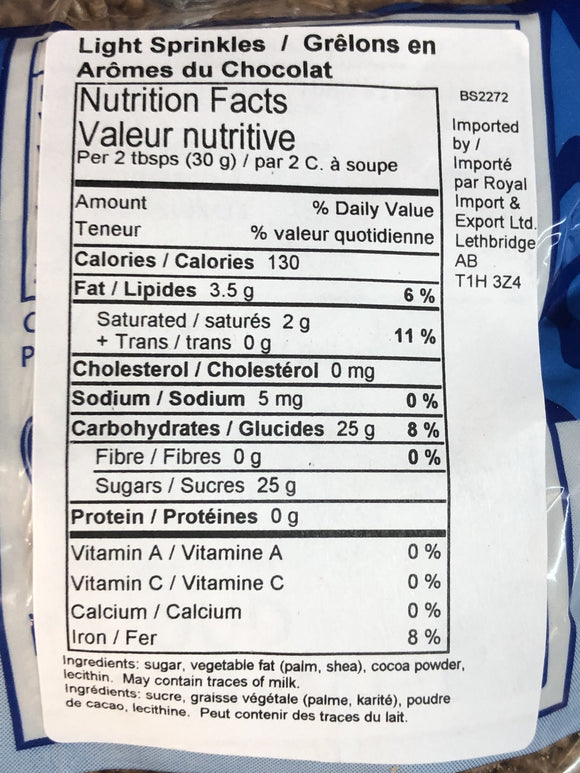 Light Sprinkles / Grêlons en
Arômes du Chocolat
Nutrition Facts
Valeur nutritive
Per 2 tbsps (30 g) / par 2 C. à soupe
Amount % Daily Value
Teneur % valeur quotidienne
Calories / Calories 130
Fat / Lipides 3.5 g 6 %
Saturated / saturés 2 g
+ Trans / trans 0 g 11 %
Cholesterol / Cholestérol 0 mg
Sodium / Sodium 5 mg 0 %
Carbohydrates / Glucides 25 g 8 %
Fibre / Fibres 0 g 0 %
Sugars / Sucres 25 g
Protein / Protéines 0 g
Vitamin A / Vitamine A 0 %
Vitamin C / Vitamine C 0 %
Calcium / Calcium 0 %
Iron / Fer 8 %
Ingredients: sugar, vegetable fat (palm, shea), cocoa powder,
lecithin. May contain traces of milk.
Ingrédients: sucre, graisse végétale (palme, karité), poudre
de cacao, lecithine. Peut contenir des traces du lait.
BS2272
Imported
by /
Importé
par Royal
Import &
Export Ltd.
Lethbridge
AB
T1H 3Z4